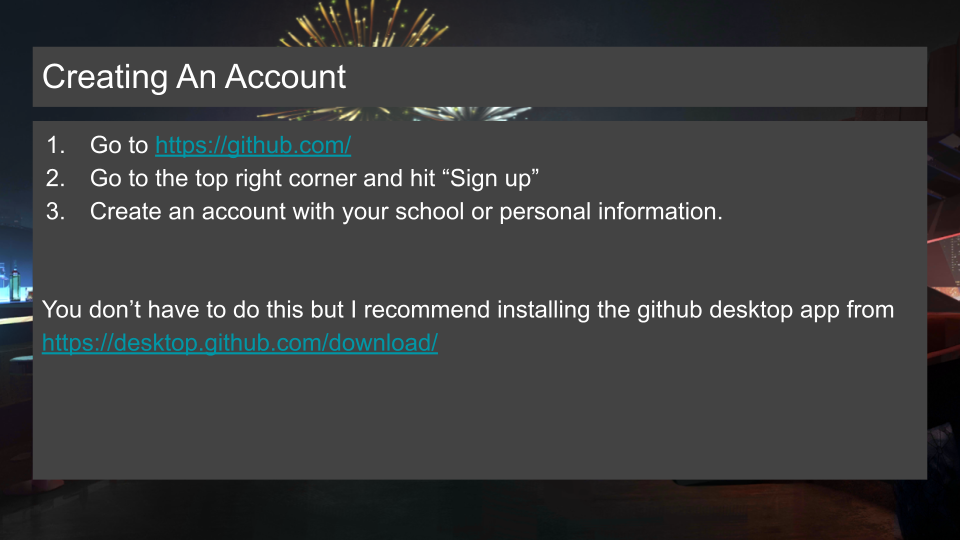 Creating An Account
1. Go to https://github.com/
2. Go to the top right corner and hit “Sign up”
3. Create an account with your school or personal information.
You don’t have to do this but I recommend installing the github desktop app from
https://desktop.github.com/download/